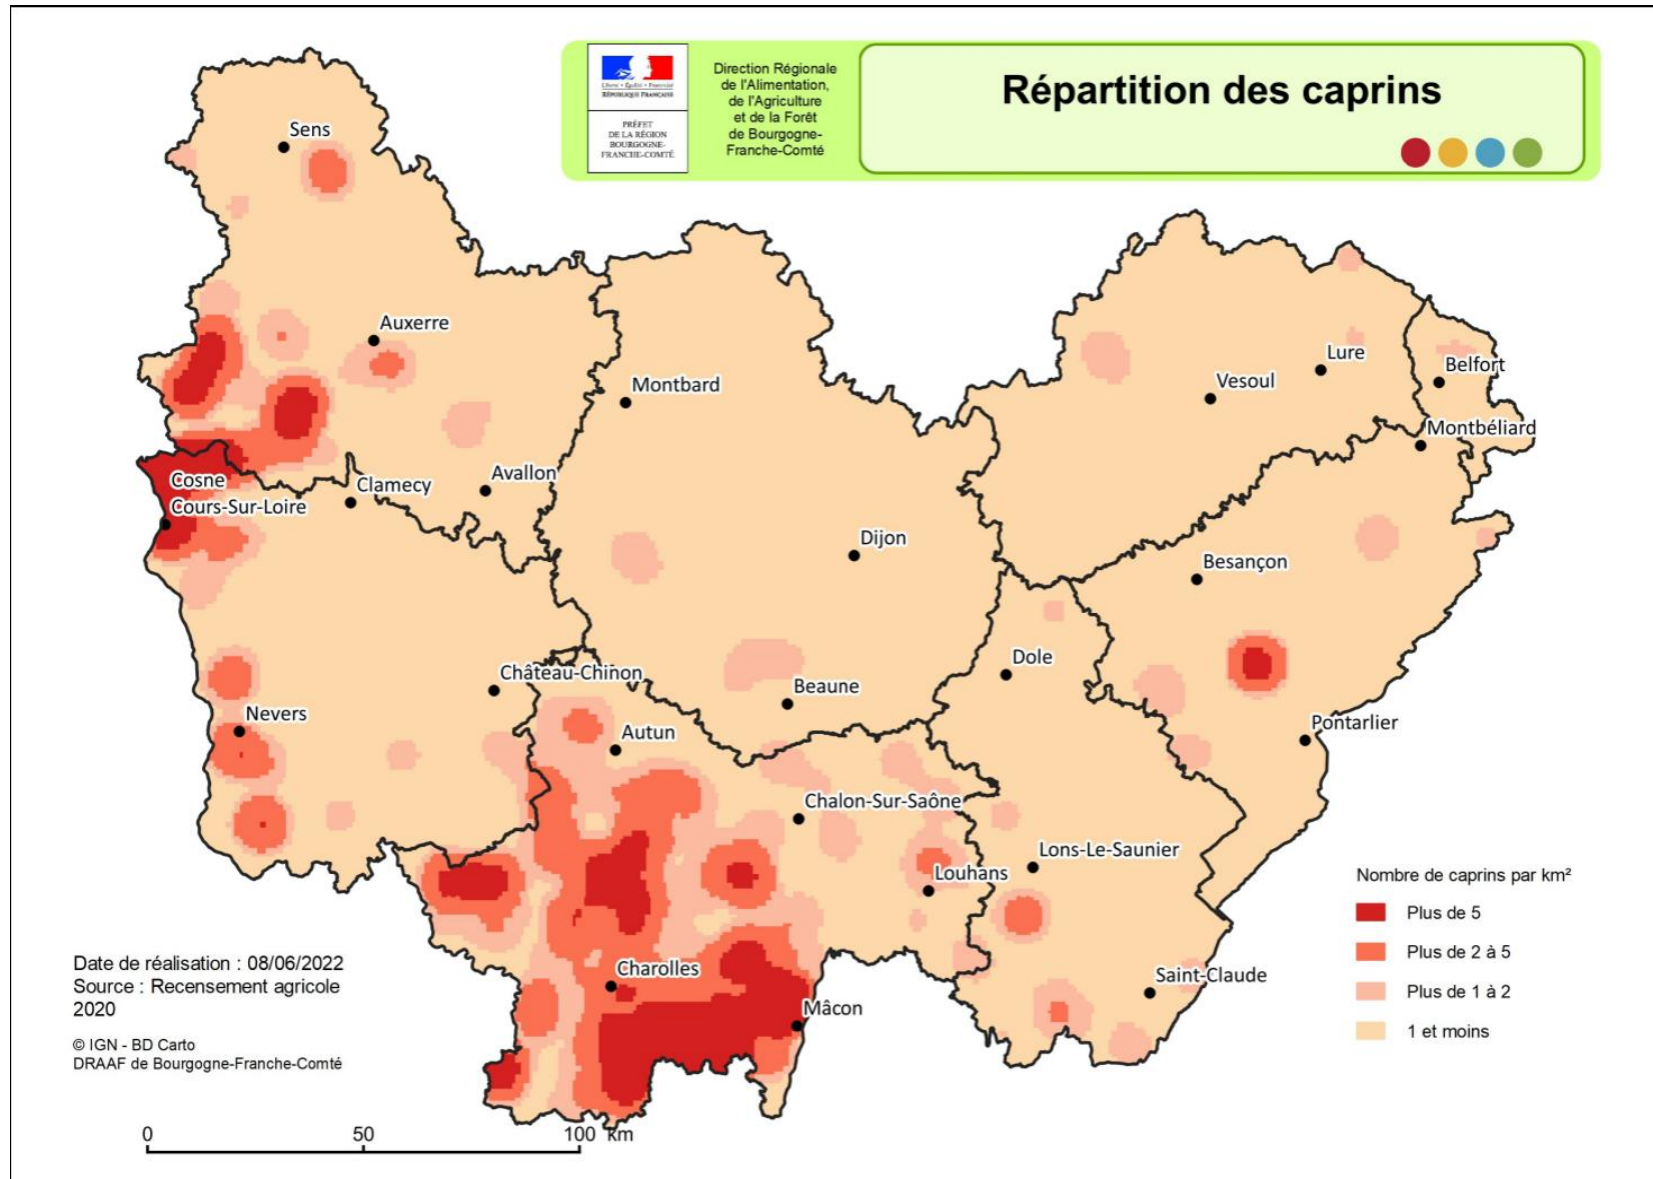 Liberté • Égalité • Fraternité
RÉPUBLIQUE FRANÇAISE
PRÉFET
DE LA RÉGION
BOURGOGNE-
FRANCHE-COMTÉ
Direction Régionale
de l'Alimentation,
de l'Agriculture
et de la Forêt
de Bourgogne-
Franche-Comté
Répartition des caprins
Sens
Auxerre
Montbard
Lure
Belfort
Vesoul
Montbéliard
Avallon
Clamecy
Cosne
Cours-Sur-Loire
Dijon
Besançon
Dole
Château-Chinon
Beaune
Nevers
Pontarlier
Autun
Chalon-Sur-Saône
Lons-Le-Saunier
Louhans
Charolles
Saint-Claude
Mâcon
Nombre de caprins par km²
Plus de 5
Plus de 2 à 5
Plus de 1 à 2
1 et moins
Date de réalisation : 08/06/2022
Source : Recensement agricole
2020
© IGN - BD Carto
DRAAF de Bourgogne-Franche-Comté
0 50 100 km